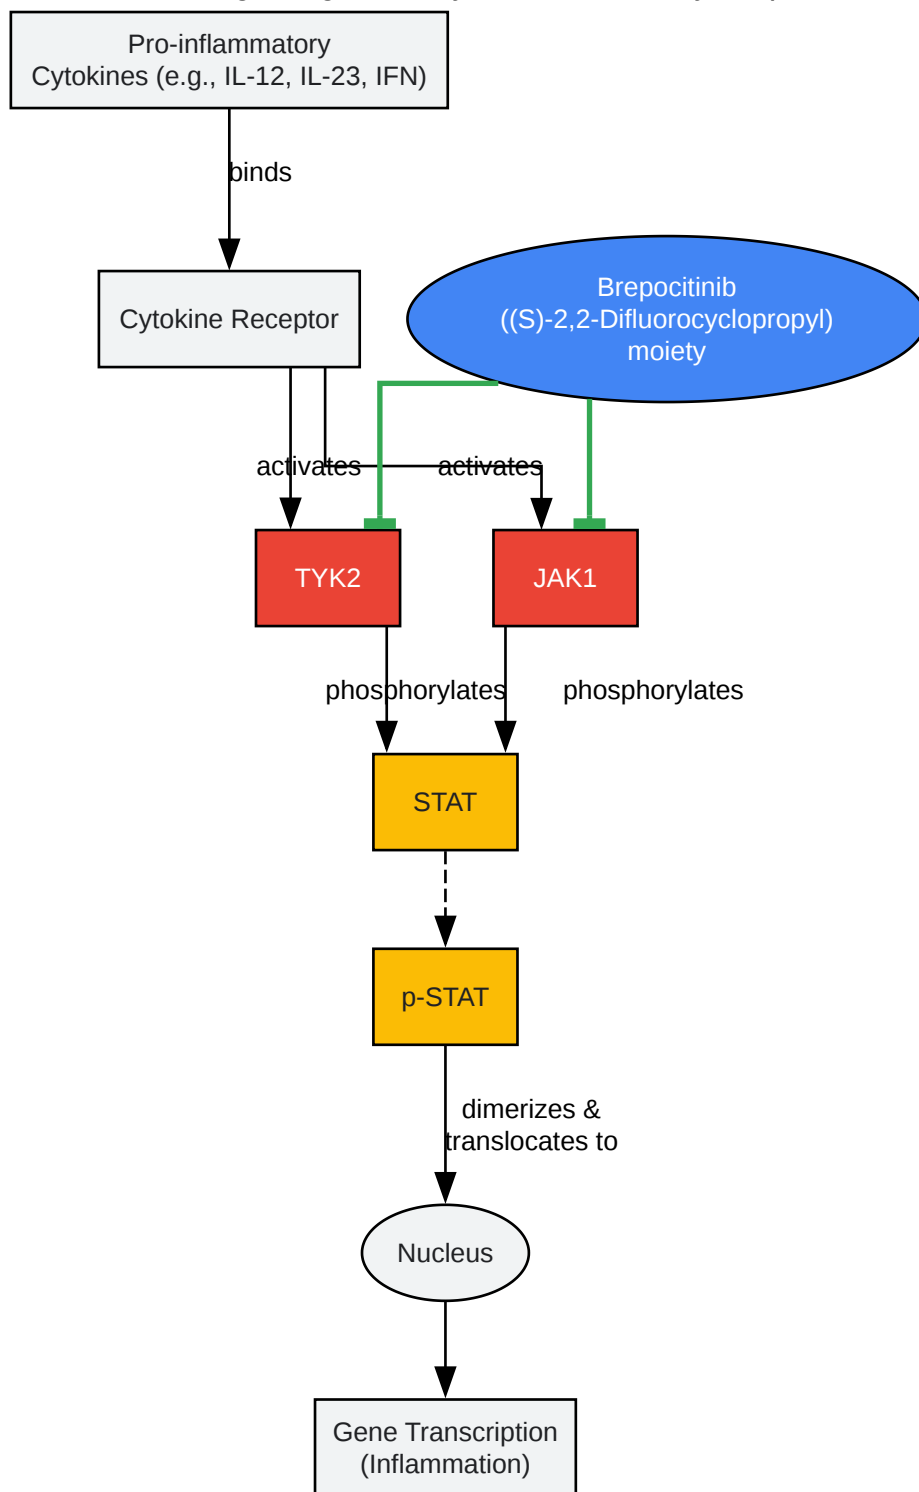 Pro-inflammatory
Cytokines (e.g., IL-12, IL-23, IFN)
binds
Cytokine Receptor
Brepocitinib
((S)-2,2-Difluorocyclopropyl)
moiety
activates
activates
TYK2
JAK1
phosphorylates
phosphorylates
STAT
p-STAT
dimerizes &
translocates to
Nucleus
Gene Transcription
(Inflammation)